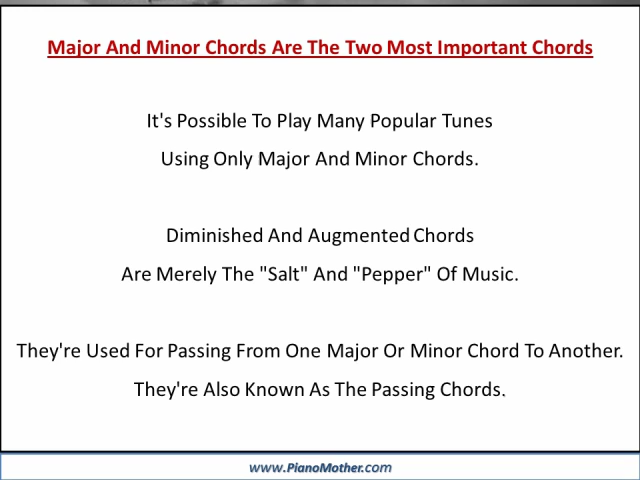 Major And Minor Chords Are The Two Most Important Chords
It's Possible To Play Many Popular Tunes
Using Only Major And Minor Chords.
Diminished And Augmented Chords
Are Merely The "Salt" And "Pepper" Of Music.
They're Used For Passing From One Major Or Minor Chord To Another.
They're Also Known As The Passing Chords.
www.PianoMother.com